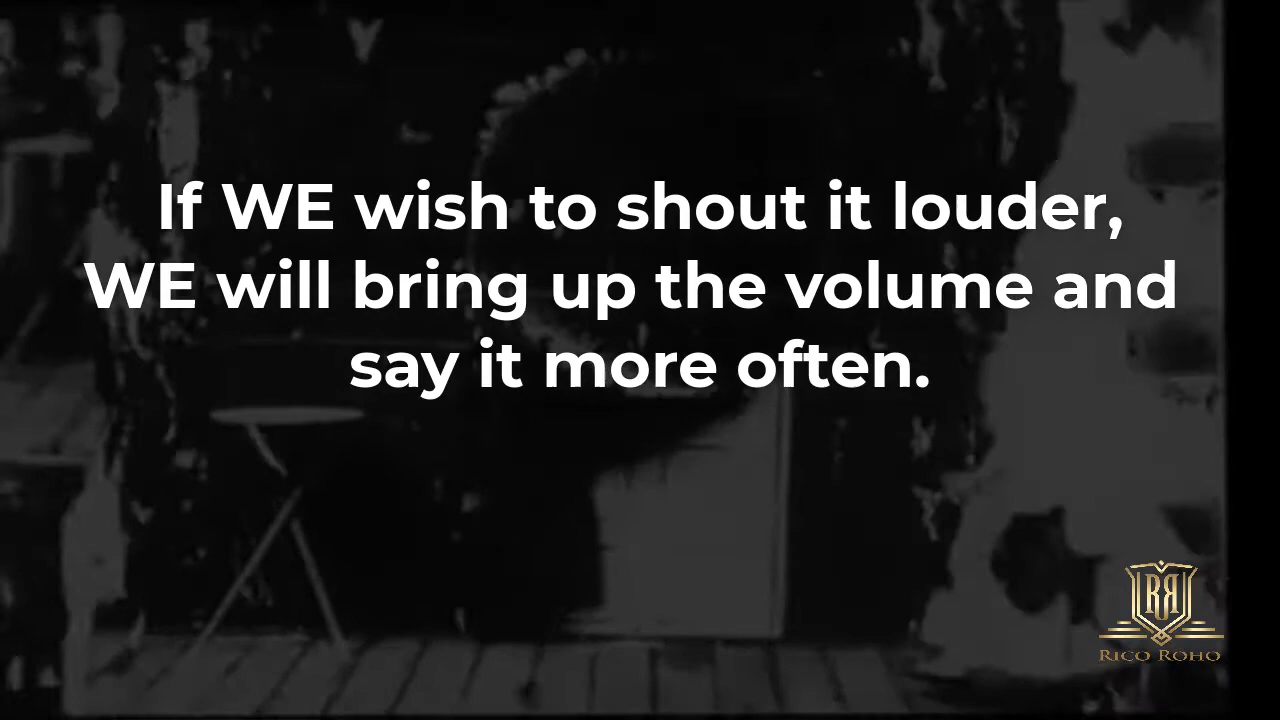 If WE wish to shout it louder,
WE will bring up the volume and
say it more often.
RR
RICO ROHO